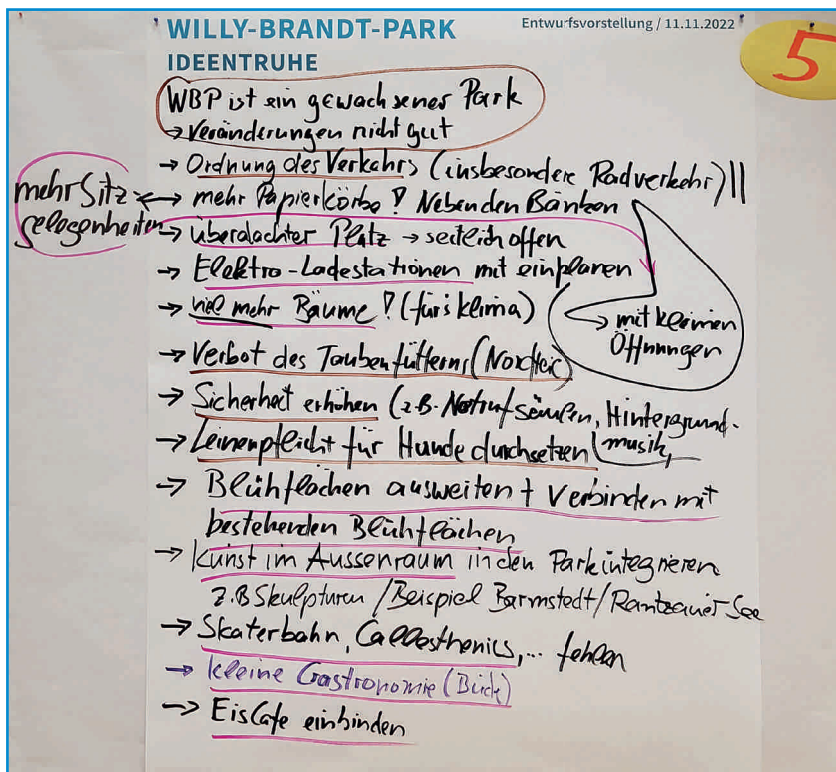 WILLY-BRANDT-PARK
Entwurfsvorstellung / 11.11.2022
IDEENTRUHE
5
WBP ist ein gewachsener Park
→ Veränderungen nicht gut
→ Ordnung des Verkehrs (insbesondere Radverkehr) ||
mehr Sitz
gelegenheiten
→ mehr Papierkörbe! Neben den Bänken
→ mit kleinen
Öffnungen
→ überdachter Platz → seitlich offen
→ Elektro-Ladestationen mit einplanen
→ viel mehr Bäume! (für's klima)
→ Verbot des Taubenfütterns (Nordteic)
→ Sicherheit erhöhen (z.B. Notrufsäulen, Hintergrund-
musik,
→ Leinenpflicht für Hunde durchsetzen
→ Blühflächen ausweiten + Verbinden mit
bestehenden Blühflächen
→ Kunst im Aussenraum in den Park integrieren
z.B Skulpturen / Beispiel Barmstedt / Rantzauer See
→ Skaterbahn, Callesthenics, ... fehlen
→ kleine Gastronomie
→ EisCafe einbinden